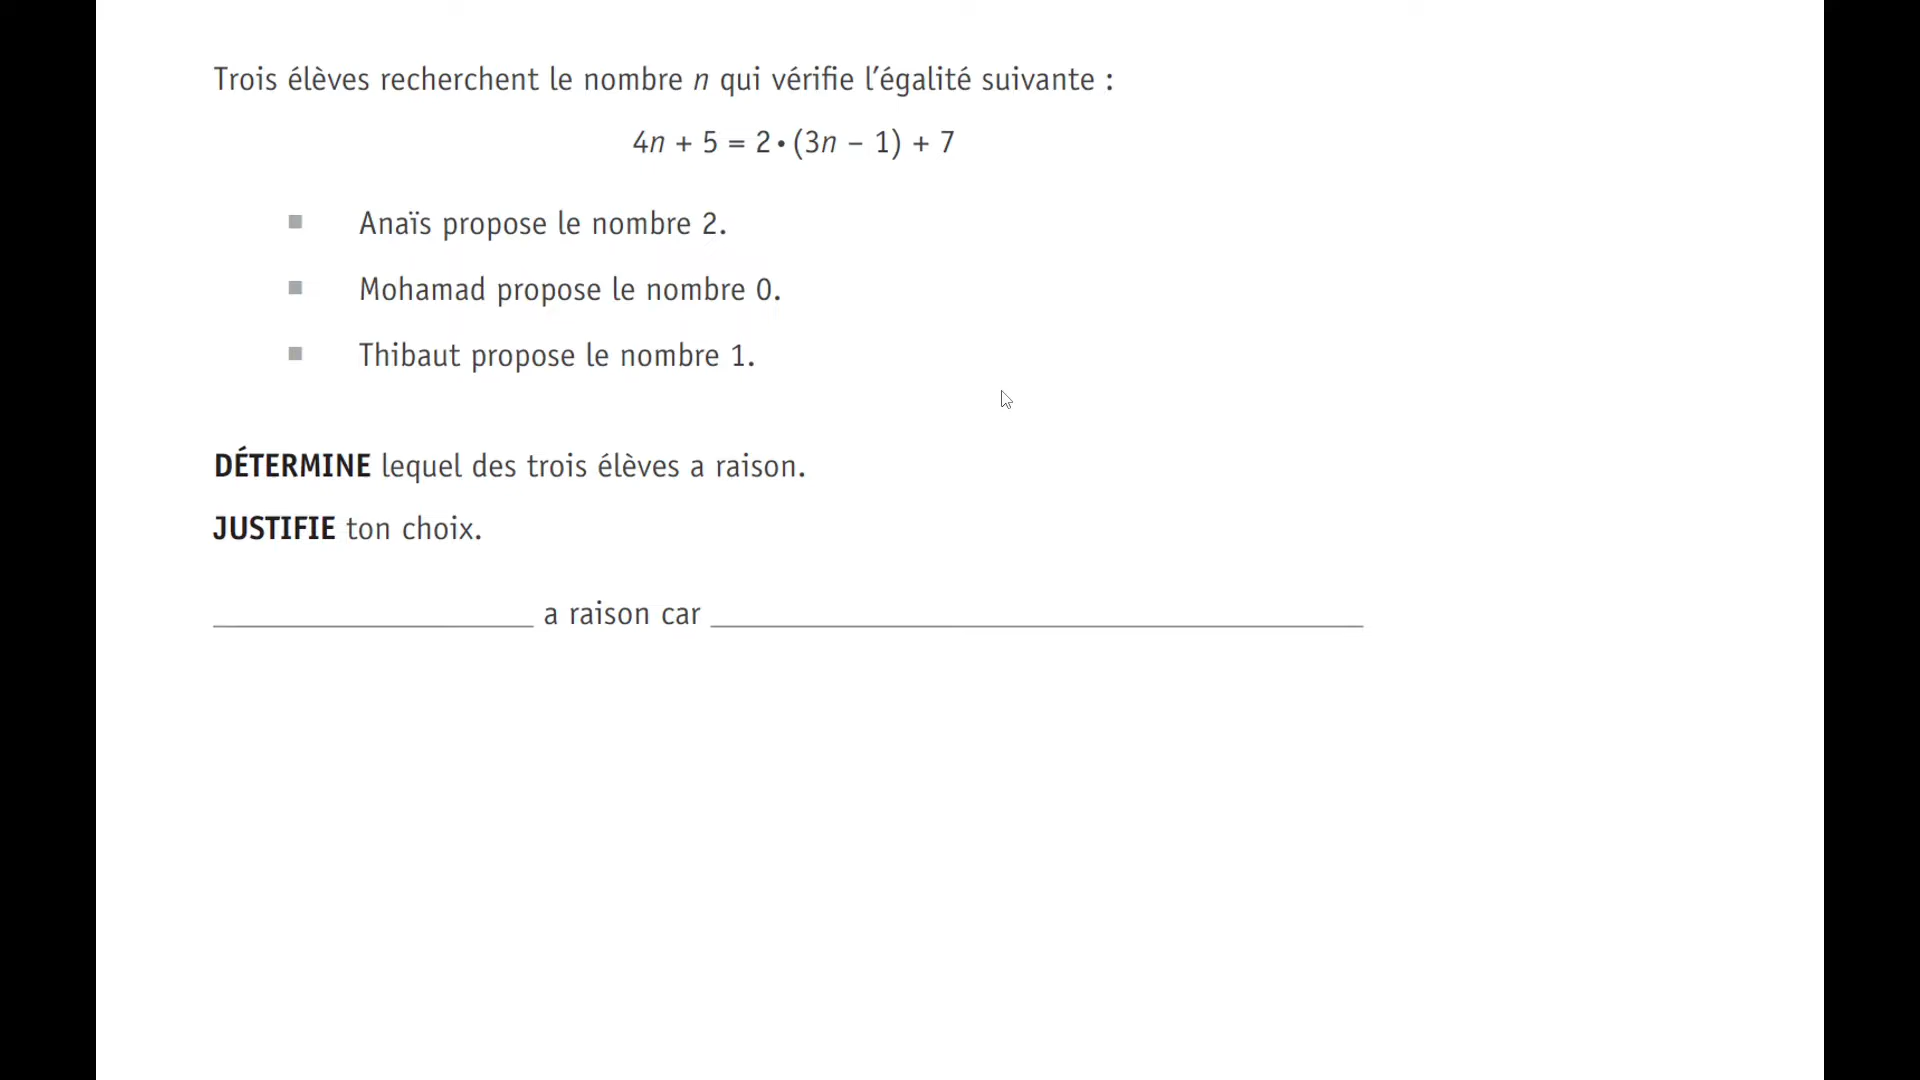 Trois élèves recherchent le nombre n qui vérifie l’égalité suivante :
4n + 5 = 2 • (3n – 1) + 7
■ Anaïs propose le nombre 2.
■ Mohamad propose le nombre 0.
■ Thibaut propose le nombre 1.
DÉTERMINE lequel des trois élèves a raison.
JUSTIFIE ton choix.
____________________ a raison car ________________________________________